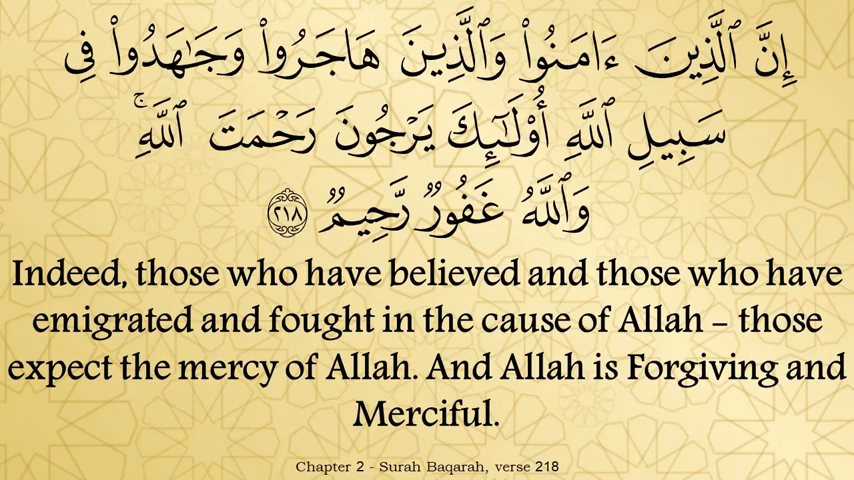 إِنَّ ٱلَّذِينَ ءَامَنُوا۟ وَٱلَّذِينَ هَاجَرُوا۟ وَجَـٰهَدُوا۟ فِى
سَبِيلِ ٱللَّهِ أُو۟لَـٰٓئِكَ يَرْجُونَ رَحْمَتَ ٱللَّهِ ۚ
وَٱللَّهُ غَفُورٌ رَّحِيمٌ ٢١٨
Indeed, those who have believed and those who have
emigrated and fought in the cause of Allah – those
expect the mercy of Allah. And Allah is Forgiving and
Merciful.
Chapter 2 - Surah Baqarah, verse 218